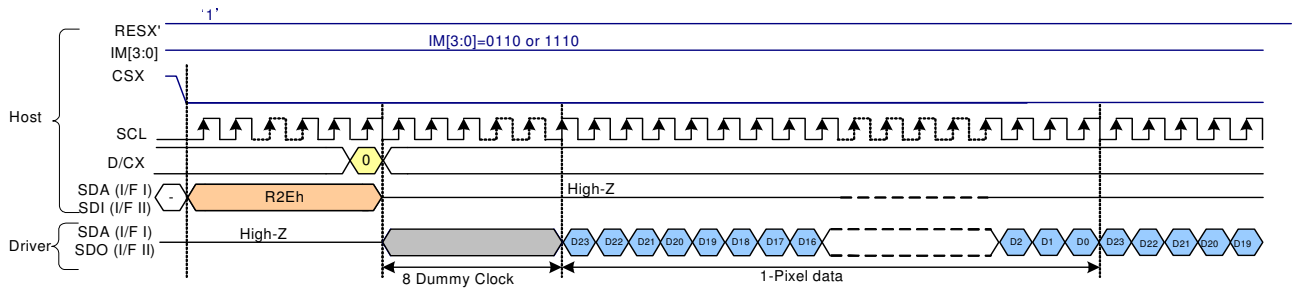 ‘1’
RESX'
IM[3:0]
IM[3:0]=0110 or 1110
CSX
Host
SCL
D/CX
0
SDA (I/F I)
SDI (I/F II)
-
R2Eh
High-Z
Driver
SDA (I/F I)
SDO (I/F II)
High-Z
D23 D22 D21 D20 D19 D18 D17 D16 D2 D1 D0 D23 D22 D21 D20 D19
8 Dummy Clock
1-Pixel data